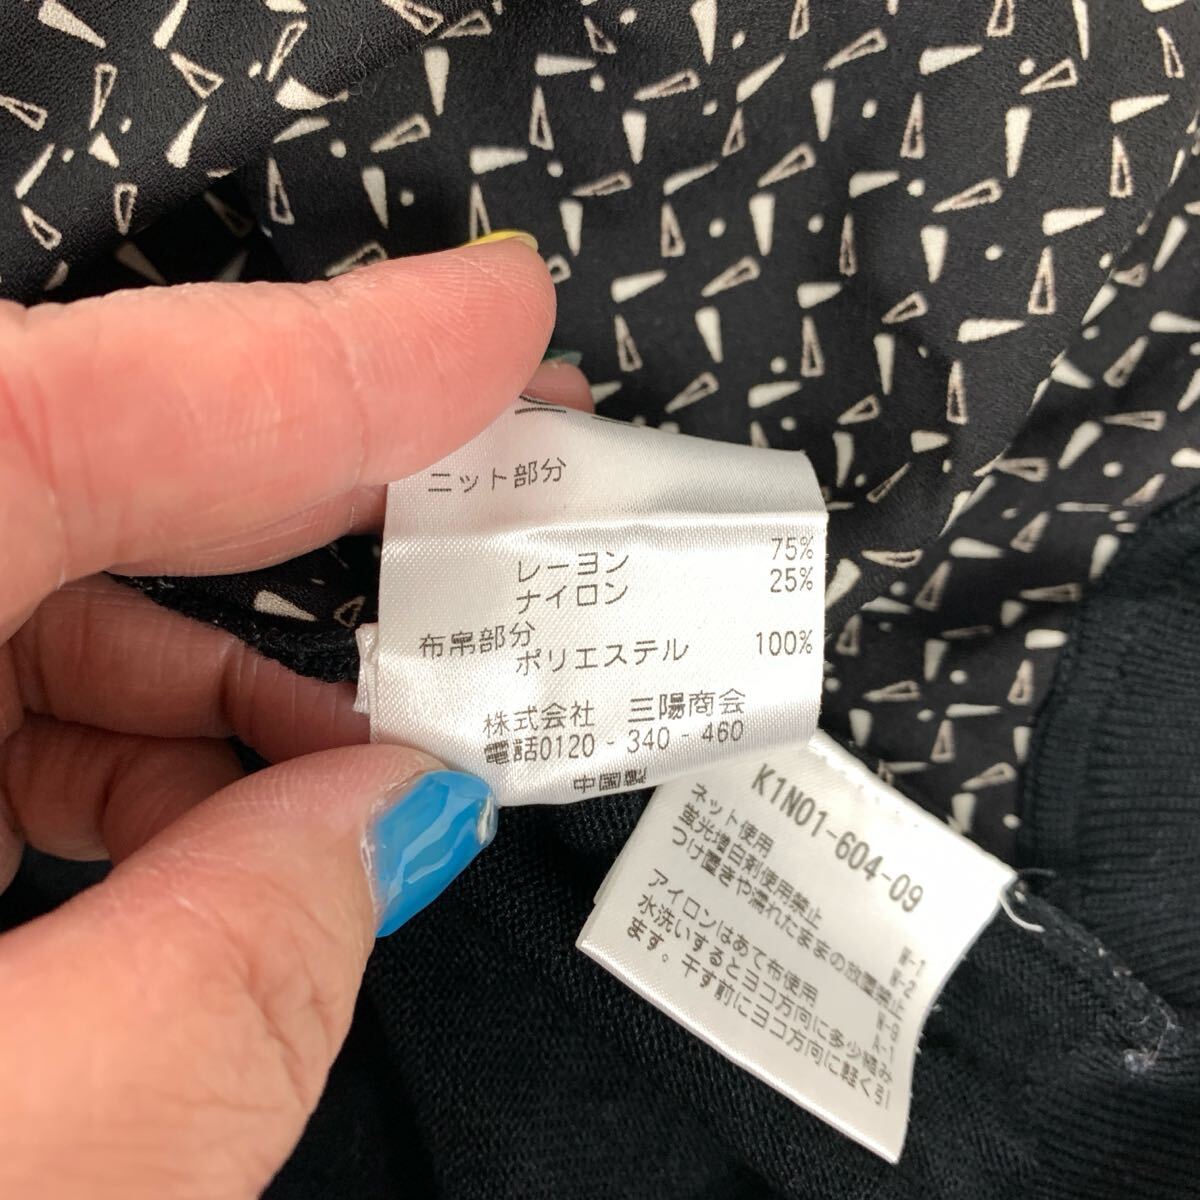 ニット部分
レーヨン 75%
ナイロン 25%
布帛部分
ポリエステル 100%
株式会社 三陽商会
電話0120-340-460
中国製
K1N01-604-09
ネット使用 W-1
蛍光増白剤使用禁止 W-2
つけ置きや濡れたままの放置禁止 W-9
アイロンはあて布使用 A-1
水洗いするとヨコ方向に多少縮み
ます。干す前にヨコ方向に軽く引